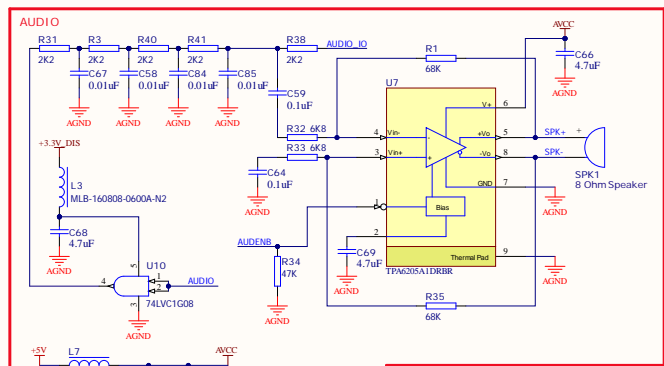 AUDIO
R31 R3 R40 R41 R38 AUDIO_IO
2K2 2K2 2K2 2K2 2K2
C67 C58 C84 C85
0.01uF 0.01uF 0.01uF 0.01uF
AGND AGND AGND AGND
C59
0.1uF
R1
68K
AVCC
C66
4.7uF
AGND
U7
R32 6K8
R33 6K8
4 Vin-
3 Vin+
V+ 6
+Vo 5 SPK+ +
-Vo 8 SPK-
GND 7
SPK1
8 Ohm Speaker
AGND
1
Bias
2
Thermal Pad 9
AGND
TPA6205A1DRBR
C64
0.1uF
AGND
AUDENB
R34
47K
AGND
C69
4.7uF
AGND
R35
68K
+3.3V_DIS
L3
MLB-160808-0600A-N2
C68
4.7uF
AGND
U10
5
4
1
2
AUDIO
3
74LVC1G08
AGND
+5V L7 AVCC